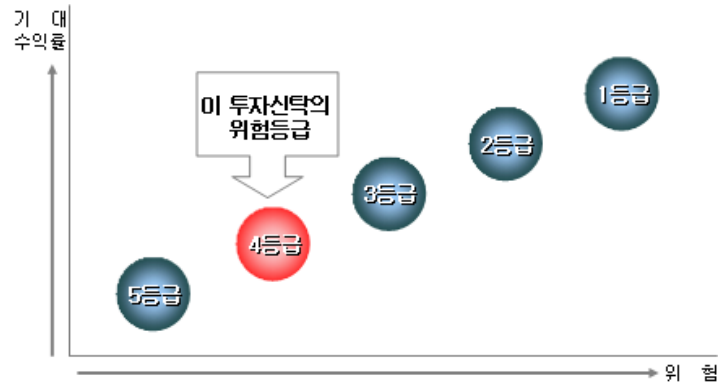 기 대
수익률
이 투자신탁의
위험등급
1등급
2등급
3등급
4등급
5등급
위 험